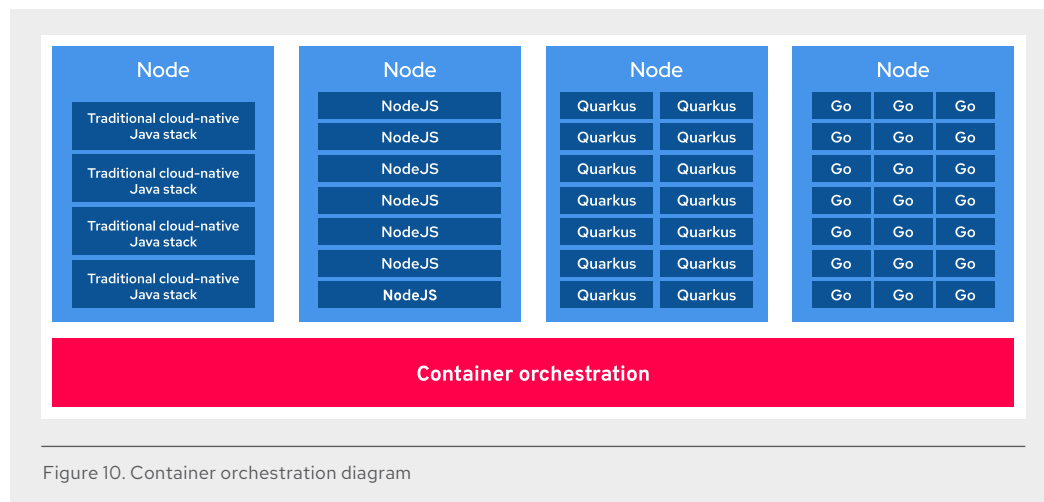 Node
Traditional cloud-native
Java stack
Traditional cloud-native
Java stack
Traditional cloud-native
Java stack
Traditional cloud-native
Java stack
Node
NodeJS
NodeJS
NodeJS
NodeJS
NodeJS
NodeJS
NodeJS
Node
Quarkus Quarkus
Quarkus Quarkus
Quarkus Quarkus
Quarkus Quarkus
Quarkus Quarkus
Quarkus Quarkus
Quarkus Quarkus
Node
Go Go Go
Go Go Go
Go Go Go
Go Go Go
Go Go Go
Go Go Go
Go Go Go
Container orchestration
Figure 10. Container orchestration diagram